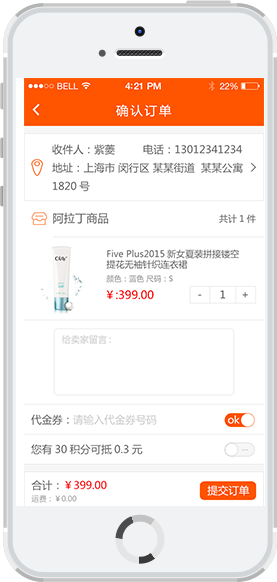 BELL 4:21 PM 22%
确认订单
收件人：紫菱 电话：13012341234
地址：上海市 闵行区 某某街道 某某公寓
1820 号
阿拉丁商品 共计 1 件
OLAY
Five Plus2015 新女夏装拼接镂空
提花无袖针织连衣裙
颜色：蓝色 尺码：S
￥:399.00 - 1 +
给卖家留言：
代金券：请输入代金券号码 ok
您有 30 积分可抵 0.3 元
合计：￥399.00 提交订单
运费：￥0.00